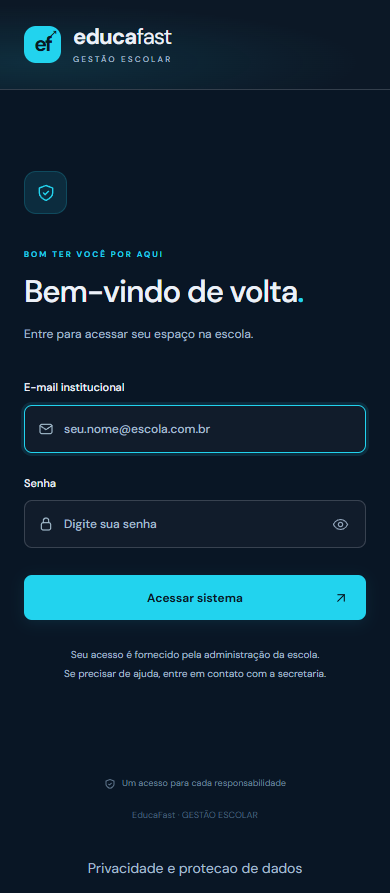 ef
educafast
GESTÃO ESCOLAR
BOM TER VOCÊ POR AQUI
Bem-vindo de volta.
Entre para acessar seu espaço na escola.
E-mail institucional
seu.nome@escola.com.br
Senha
Digite sua senha
Acessar sistema
Seu acesso é fornecido pela administração da escola.
Se precisar de ajuda, entre em contato com a secretaria.
Um acesso para cada responsabilidade
EducaFast · GESTÃO ESCOLAR
Privacidade e protecao de dados